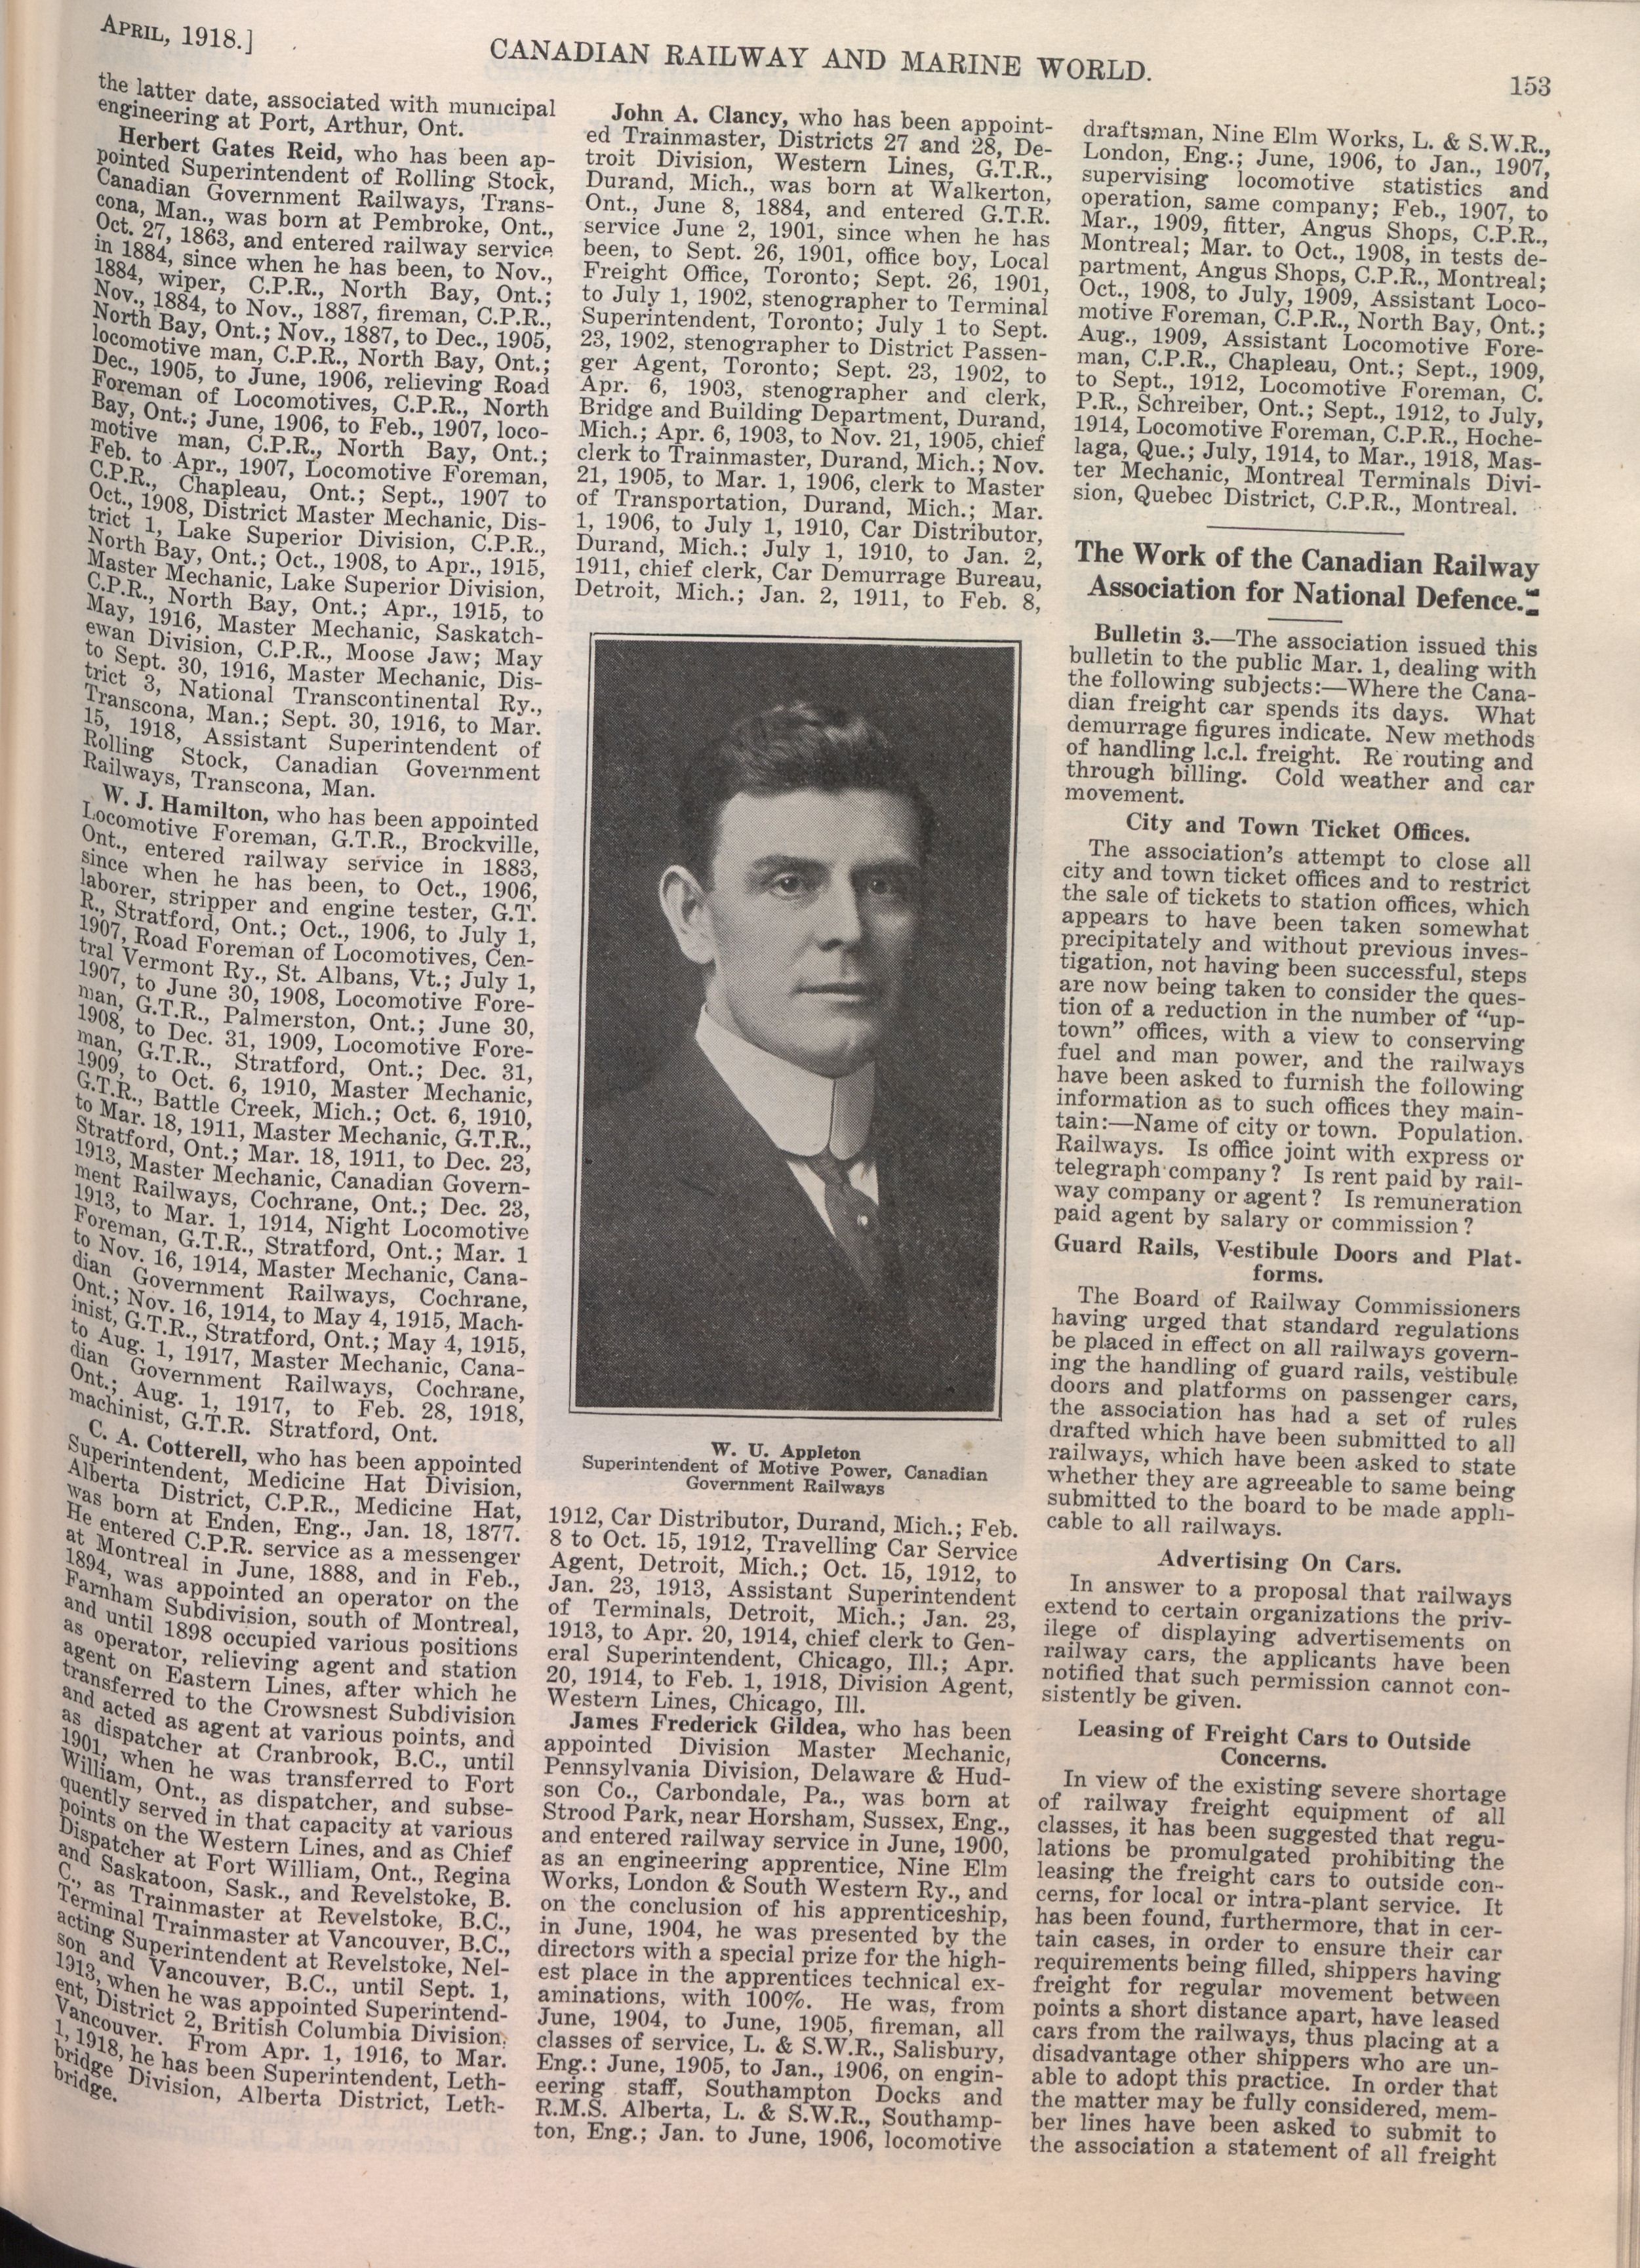 APRIL, 1918.]
CANADIAN RAILWAY AND MARINE WORLD.
153
the latter date, associated with municipal
engineering at Port, Arthur, Ont.
Herbert Gates Reid, who has been ap-
pointed Superintendent of Rolling Stock,
Canadian Government Railways, Trans-
cona, Man., was born at Pembroke, Ont.,
Oct. 27, 1863, and entered railway service
in 1884, since when he has been, to Nov.,
1884, wiper, C.P.R., North Bay, Ont.;
Nov., 1884, to Nov., 1887, fireman, C.P.R.,
North Bay, Ont.; Nov., 1887, to Dec., 1905,
locomotive man, C.P.R., North Bay, Ont.;
Dec., 1905, to June, 1906, relieving Road
Foreman of Locomotives, C.P.R., North
Bay, Ont.; June, 1906, to Feb., 1907, loco-
motive man, C.P.R., North Bay, Ont.;
Feb. to Apr., 1907, Locomotive Foreman,
C.P.R., Chapleau, Ont.; Sept., 1907 to
Oct., 1908, District Master Mechanic, Dis-
trict 1, Lake Superior Division, C.P.R.,
North Bay, Ont.; Oct., 1908, to Apr., 1915,
Master Mechanic, Lake Superior Division,
C.P.R., North Bay, Ont.; Apr., 1915, to
May, 1916, Master Mechanic, Saskatch-
ewan Division, C.P.R., Moose Jaw; May
to Sept. 30, 1916, Master Mechanic, Dis-
trict 3, National Transcontinental Ry.,
Transcona, Man.; Sept. 30, 1916, to Mar.
15, 1918, Assistant Superintendent of
Rolling Stock, Canadian Government
Railways, Transcona, Man.
W. J. Hamilton, who has been appointed
Locomotive Foreman, G.T.R., Brockville,
Ont., entered railway service in 1883,
since when he has been, to Oct., 1906,
laborer, stripper and engine tester, G.T.
R., Stratford, Ont.; Oct., 1906, to July 1,
1907, Road Foreman of Locomotives, Cen-
tral Vermont Ry., St. Albans, Vt.; July 1,
1907, to June 30, 1908, Locomotive Fore-
man, G.T.R., Palmerston, Ont.; June 30,
1908, to Dec. 31, 1909, Locomotive Fore-
man, G.T.R., Stratford, Ont.; Dec. 31,
1909, to Oct. 6, 1910, Master Mechanic,
G.T.R., Battle Creek, Mich.; Oct. 6, 1910,
to Mar. 18, 1911, Master Mechanic, G.T.R.,
Stratford, Ont.; Mar. 18, 1911, to Dec. 23,
1913, Master Mechanic, Canadian Govern-
ment Railways, Cochrane, Ont.; Dec. 23,
1913, to Mar. 1, 1914, Night Locomotive
Foreman, G.T.R., Stratford, Ont.; Mar. 1
to Nov. 16, 1914, Master Mechanic, Cana-
dian Government Railways, Cochrane,
Ont.; Nov. 16, 1914, to May 4, 1915, Mach-
inist, G.T.R., Stratford, Ont.; May 4, 1915,
to Aug. 1, 1917, Master Mechanic, Cana-
dian Government Railways, Cochrane,
Ont.; Aug. 1, 1917, to Feb. 28, 1918,
machinist, G.T.R. Stratford, Ont.
C. A. Cotterell, who has been appointed
Superintendent, Medicine Hat Division,
Alberta District, C.P.R., Medicine Hat,
was born at Enden, Eng., Jan. 18, 1877.
He entered C.P.R. service as a messenger
at Montreal in June, 1888, and in Feb.,
1894, was appointed an operator on the
Farnham Subdivision, south of Montreal,
and until 1898 occupied various positions
as operator, relieving agent and station
agent on Eastern Lines, after which he
transferred to the Crowsnest Subdivision
and acted as agent at various points, and
as dispatcher at Cranbrook, B.C., until
1901, when he was transferred to Fort
William, Ont., as dispatcher, and subse-
quently served in that capacity at various
points on the Western Lines, and as Chief
Dispatcher at Fort William, Ont., Regina
and Saskatoon, Sask., and Revelstoke, B.
C., as Trainmaster at Revelstoke, B.C.,
Terminal Trainmaster at Vancouver, B.C.,
acting Superintendent at Revelstoke, Nel-
son and Vancouver, B.C., until Sept. 1,
1913, when he was appointed Superintend-
ent, District 2, British Columbia Division,
Vancouver. From Apr. 1, 1916, to Mar.
1, 1918, he has been Superintendent, Leth-
bridge Division, Alberta District, Leth-
bridge.
John A. Clancy, who has been appoint-
ed Trainmaster, Districts 27 and 28, De-
troit Division, Western Lines, G.T.R.,
Durand, Mich., was born at Walkerton,
Ont., June 8, 1884, and entered G.T.R.
service June 2, 1901, since when he has
been, to Sept. 26, 1901, office boy, Local
Freight Office, Toronto; Sept. 26, 1901,
to July 1, 1902, stenographer to Terminal
Superintendent, Toronto; July 1 to Sept.
23, 1902, stenographer to District Passen-
ger Agent, Toronto; Sept. 23, 1902, to
Apr. 6, 1903, stenographer and clerk,
Bridge and Building Department, Durand,
Mich.; Apr. 6, 1903, to Nov. 21, 1905, chief
clerk to Trainmaster, Durand, Mich.; Nov.
21, 1905, to Mar. 1, 1906, clerk to Master
of Transportation, Durand, Mich.; Mar.
1, 1906, to July 1, 1910, Car Distributor,
Durand, Mich.; July 1, 1910, to Jan. 2,
1911, chief clerk, Car Demurrage Bureau,
Detroit, Mich.; Jan. 2, 1911, to Feb. 8,
W. U. Appleton
Superintendent of Motive Power, Canadian
Government Railways
1912, Car Distributor, Durand, Mich.; Feb.
8 to Oct. 15, 1912, Travelling Car Service
Agent, Detroit, Mich.; Oct. 15, 1912, to
Jan. 23, 1913, Assistant Superintendent
of Terminals, Detroit, Mich.; Jan. 23,
1913, to Apr. 20, 1914, chief clerk to Gen-
eral Superintendent, Chicago, Ill.; Apr.
20, 1914, to Feb. 1, 1918, Division Agent,
Western Lines, Chicago, Ill.
James Frederick Gildea, who has been
appointed Division Master Mechanic,
Pennsylvania Division, Delaware & Hud-
son Co., Carbondale, Pa., was born at
Strood Park, near Horsham, Sussex, Eng.,
and entered railway service in June, 1900,
as an engineering apprentice, Nine Elm
Works, London & South Western Ry., and
on the conclusion of his apprenticeship,
in June, 1904, he was presented by the
directors with a special prize for the high-
est place in the apprentices technical ex-
aminations, with 100%. He was, from
June, 1904, to June, 1905, fireman, all
classes of service, L. & S.W.R., Salisbury,
Eng.: June, 1905, to Jan., 1906, on engin-
eering staff, Southampton Docks and
R.M.S. Alberta, L. & S.W.R., Southamp-
ton, Eng.; Jan. to June, 1906, locomotive
draftsman, Nine Elm Works, L. & S.W.R.,
London, Eng.; June, 1906, to Jan., 1907,
supervising locomotive statistics and
operation, same company; Feb., 1907, to
Mar., 1909, fitter, Angus Shops, C.P.R.,
Montreal; Mar. to Oct., 1908, in tests de-
partment, Angus Shops, C.P.R., Montreal;
Oct., 1908, to July, 1909, Assistant Loco-
motive Foreman, C.P.R., North Bay, Ont.;
Aug., 1909, Assistant Locomotive Fore-
man, C.P.R., Chapleau, Ont.; Sept., 1909,
to Sept., 1912, Locomotive Foreman, C.
P.R., Schreiber, Ont.; Sept., 1912, to July,
1914, Locomotive Foreman, C.P.R., Hoche-
laga, Que.; July, 1914, to Mar., 1918, Mas-
ter Mechanic, Montreal Terminals Divi-
sion, Quebec District, C.P.R., Montreal.
The Work of the Canadian Railway
Association for National Defence.
Bulletin 3.—The association issued this
bulletin to the public Mar. 1, dealing with
the following subjects:—Where the Cana-
dian freight car spends its days. What
demurrage figures indicate. New methods
of handling l.c.l. freight. Re routing and
through billing. Cold weather and car
movement.
City and Town Ticket Offices.
The association's attempt to close all
city and town ticket offices and to restrict
the sale of tickets to station offices, which
appears to have been taken somewhat
precipitately and without previous inves-
tigation, not having been successful, steps
are now being taken to consider the ques-
tion of a reduction in the number of "up-
town" offices, with a view to conserving
fuel and man power, and the railways
have been asked to furnish the following
information as to such offices they main-
tain:—Name of city or town. Population.
Railways. Is office joint with express or
telegraph company? Is rent paid by rail-
way company or agent? Is remuneration
paid agent by salary or commission?
Guard Rails, Vestibule Doors and Plat-
forms.
The Board of Railway Commissioners
having urged that standard regulations
be placed in effect on all railways govern-
ing the handling of guard rails, vestibule
doors and platforms on passenger cars,
the association has had a set of rules
drafted which have been submitted to all
railways, which have been asked to state
whether they are agreeable to same being
submitted to the board to be made appli-
cable to all railways.
Advertising On Cars.
In answer to a proposal that railways
extend to certain organizations the priv-
ilege of displaying advertisements on
railway cars, the applicants have been
notified that such permission cannot con-
sistently be given.
Leasing of Freight Cars to Outside
Concerns.
In view of the existing severe shortage
of railway freight equipment of all
classes, it has been suggested that regu-
lations be promulgated prohibiting the
leasing the freight cars to outside con-
cerns, for local or intra-plant service. It
has been found, furthermore, that in cer-
tain cases, in order to ensure their car
requirements being filled, shippers having
freight for regular movement between
points a short distance apart, have leased
cars from the railways, thus placing at a
disadvantage other shippers who are un-
able to adopt this practice. In order that
the matter may be fully considered, mem-
ber lines have been asked to submit to
the association a statement of all freight